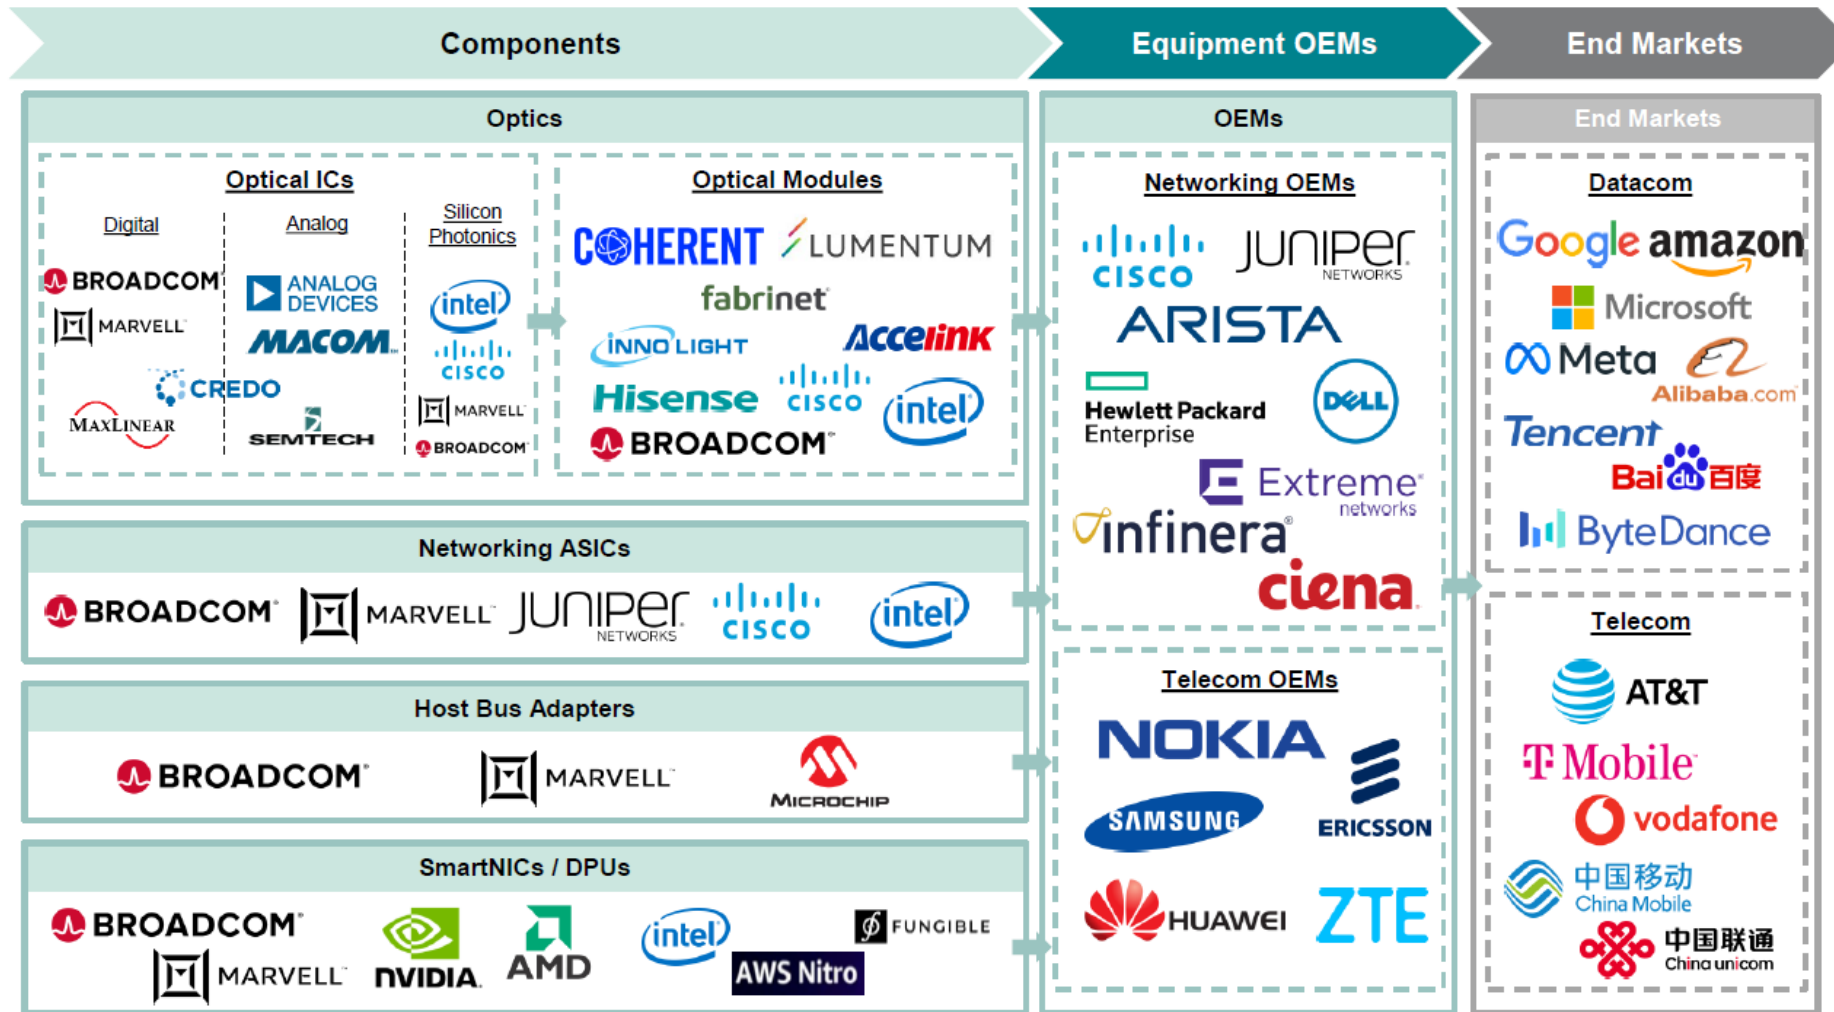 Components
Equipment OEMs
End Markets
Optics
Optical ICs
Digital
Analog
Silicon
Photonics
BROADCOM
MARVELL
MAXLINEAR
CREDO
ANALOG
DEVICES
MACOM
SEMTECH
intel
CISCO
MARVELL
BROADCOM
Optical Modules
COHERENT
LUMENTUM
fabrinet
INNOLIGHT
Accelink
Hisense
CISCO
intel
BROADCOM
Networking ASICs
BROADCOM
MARVELL
JUNIPer
NETWORKS
CISCO
intel
Host Bus Adapters
BROADCOM
MARVELL
MICROCHIP
SmartNICs / DPUs
BROADCOM
MARVELL
NVIDIA.
AMD
intel
AWS Nitro
FUNGIBLE
OEMs
Networking OEMs
CISCO
JUNIPer
NETWORKS
ARISTA
Hewlett Packard
Enterprise
DELL
Extreme
networks
infinera
ciena
Telecom OEMs
NOKIA
SAMSUNG
ERICSSON
HUAWEI
ZTE
End Markets
Datacom
Google
amazon
Microsoft
Meta
Alibaba.com
Tencent
Bai du 百度
ByteDance
Telecom
AT&T
T Mobile
vodafone
中国移动
China Mobile
中国联通
China unicom